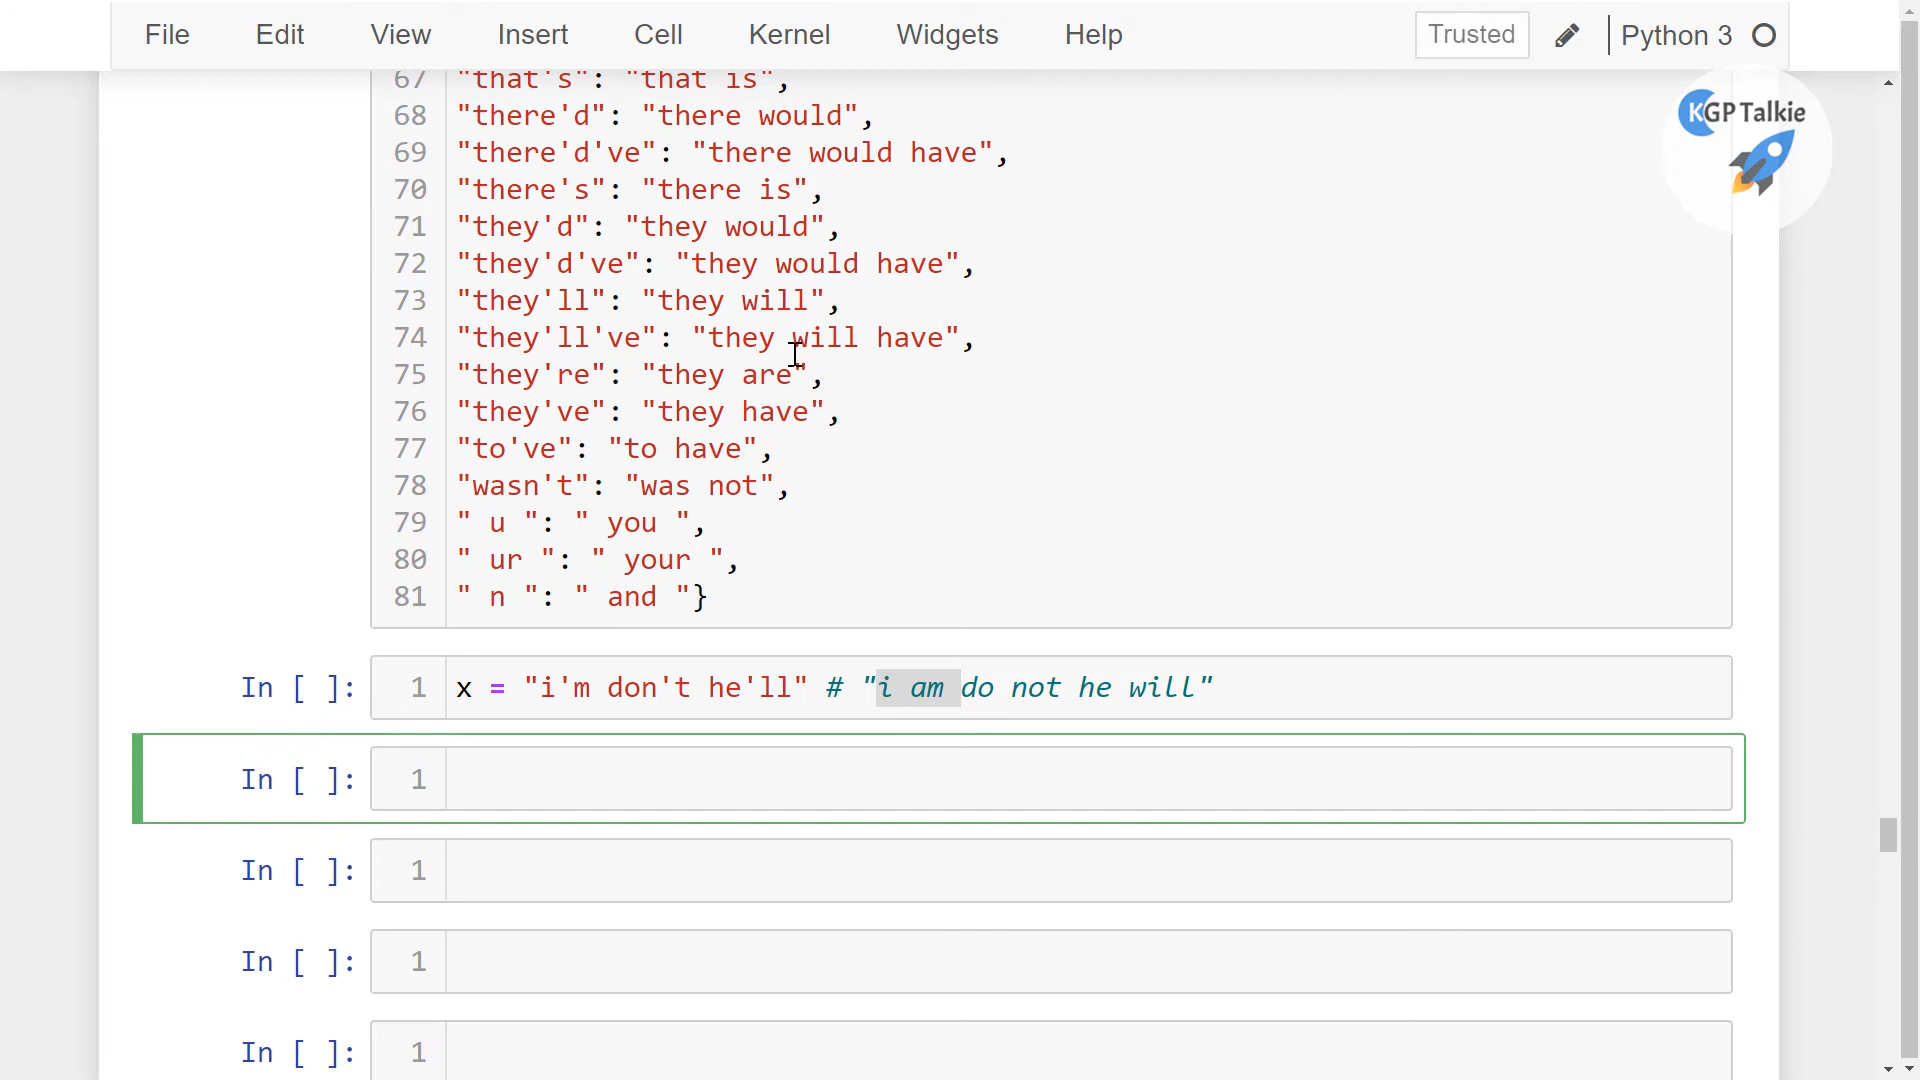 File Edit View Insert Cell Kernel Widgets Help Trusted Python 3
KGP Talkie
67 "that's": "that is",
68 "there'd": "there would",
69 "there'd've": "there would have",
70 "there's": "there is",
71 "they'd": "they would",
72 "they'd've": "they would have",
73 "they'll": "they will",
74 "they'll've": "they will have",
75 "they're": "they are",
76 "they've": "they have",
77 "to've": "to have",
78 "wasn't": "was not",
79 " u ": " you ",
80 " ur ": " your ",
81 " n ": " and "}
In [ ]: 1 x = "i'm don't he'll" # "i am do not he will"
In [ ]: 1
In [ ]: 1
In [ ]: 1
In [ ]: 1